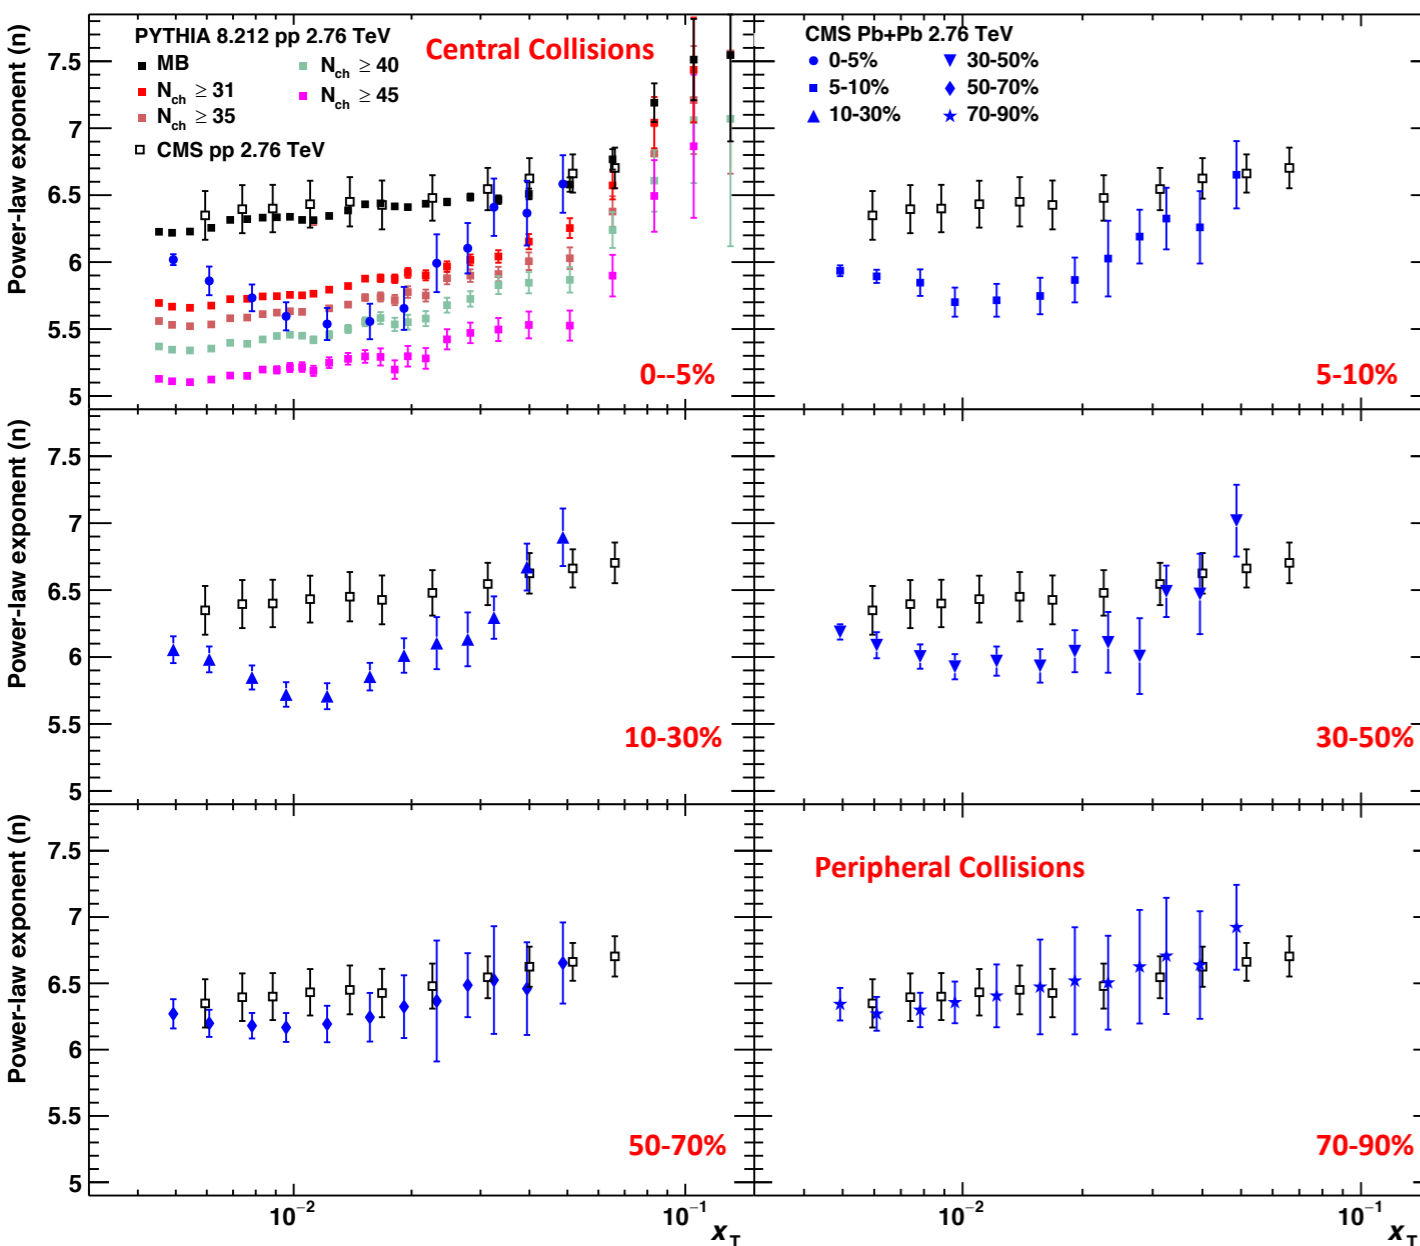 PYTHIA 8.212 pp 2.76 TeV
MB
N_ch ≥ 31
N_ch ≥ 35
N_ch ≥ 40
N_ch ≥ 45
CMS pp 2.76 TeV
Central Collisions
0--5%
Power-law exponent (n)
7.5
7
6.5
6
5.5
5
CMS Pb+Pb 2.76 TeV
0-5%
5-10%
10-30%
30-50%
50-70%
70-90%
5-10%
Power-law exponent (n)
7.5
7
6.5
6
5.5
5
10-30%
30-50%
Power-law exponent (n)
7.5
7
6.5
6
5.5
5
50-70%
Peripheral Collisions
70-90%
10⁻²
10⁻¹
x_T
10⁻²
10⁻¹
x_T